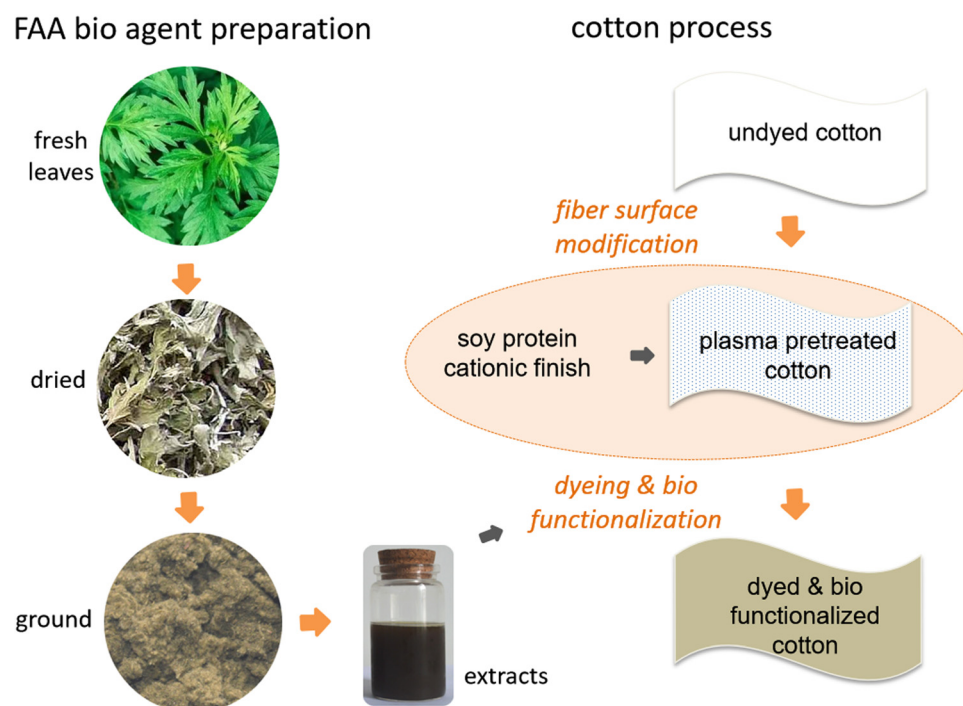 FAA bio agent preparation
cotton process
fresh
leaves
undyed cotton
fiber surface
modification
dried
soy protein
cationic finish
plasma pretreated
cotton
dyeing & bio
functionalization
ground
extracts
dyed & bio
functionalized
cotton